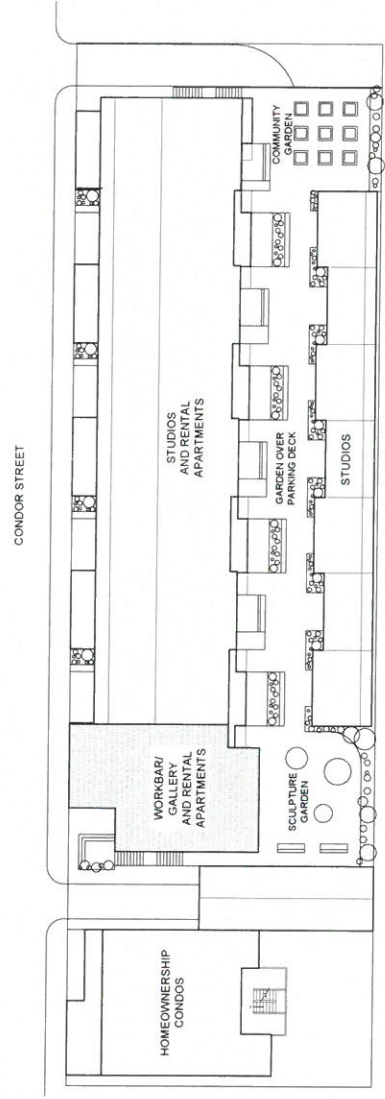 CONDOR STREET
HOMEOWNERSHIP
CONDOS
WORKBAR/
GALLERY
AND RENTAL
APARTMENTS
STUDIOS
AND RENTAL
APARTMENTS
SCULPTURE
GARDEN
GARDEN OVER
PARKING DECK
COMMUNITY
GARDEN
STUDIOS